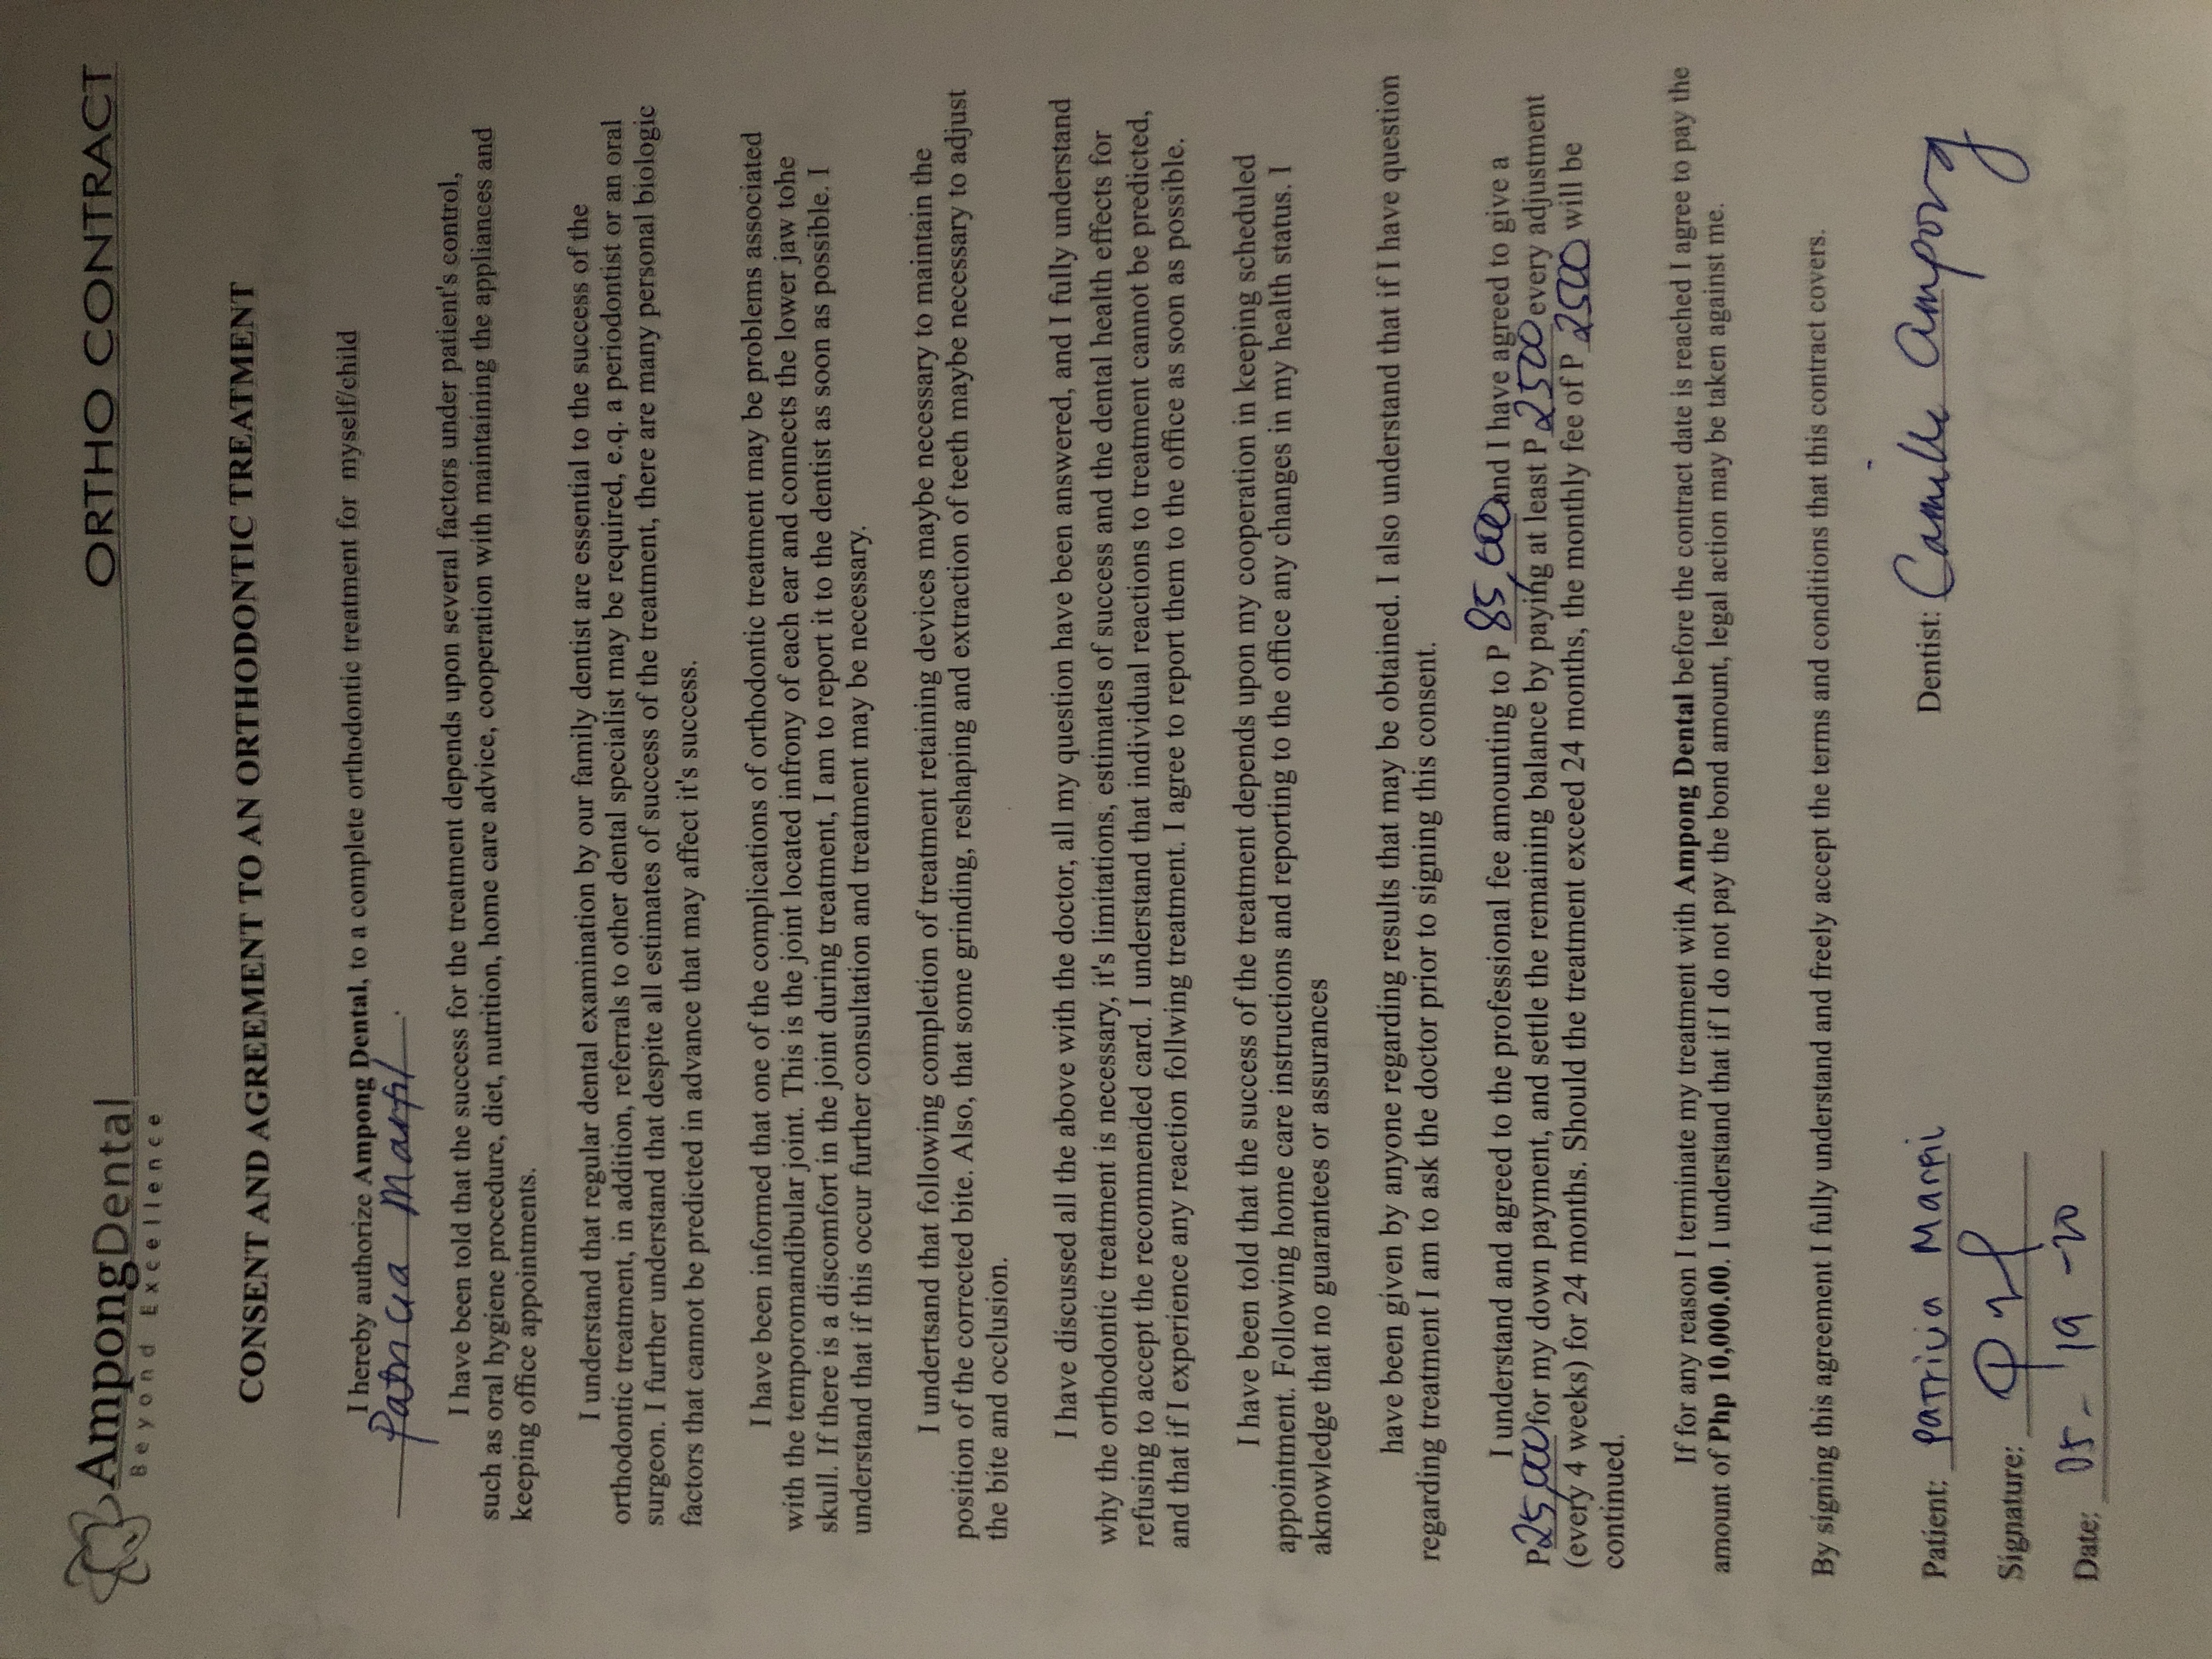 AmpongDental
Beyond Excellence
ORTHO CONTRACT
CONSENT AND AGREEMENT TO AN ORTHODONTIC TREATMENT
I hereby authorize Ampong Dental, to a complete orthodontic treatment for myself/child
Patricia Marfil.
I have been told that the success for the treatment depends upon several factors under patient's control,
such as oral hygiene procedure, diet, nutrition, home care advice, cooperation with maintaining the appliances and
keeping office appointments.
I understand that regular dental examination by our family dentist are essential to the success of the
orthodontic treatment, in addition, referrals to other dental specialist may be required, e.q. a periodontist or an oral
surgeon. I further understand that despite all estimates of success of the treatment, there are many personal biologic
factors that cannot be predicted in advance that may affect it's success.
I have been informed that one of the complications of orthodontic treatment may be problems associated
with the temporomandibular joint. This is the joint located infrony of each ear and connects the lower jaw tohe
skull. If there is a discomfort in the joint during treatment, I am to report it to the dentist as soon as possible. I
understand that if this occur further consultation and treatment may be necessary.
I undertsand that following completion of treatment retaining devices maybe necessary to maintain the
position of the corrected bite. Also, that some grinding, reshaping and extraction of teeth maybe necessary to adjust
the bite and occlusion.
I have discussed all the above with the doctor, all my question have been answered, and I fully understand
why the orthodontic treatment is necessary, it's limitations, estimates of success and the dental health effects for
refusing to accept the recommended card. I understand that individual reactions to treatment cannot be predicted,
and that if I experience any reaction follwing treatment. I agree to report them to the office as soon as possible.
I have been told that the success of the treatment depends upon my cooperation in keeping scheduled
appointment. Following home care instructions and reporting to the office any changes in my health status. I
aknowledge that no guarantees or assurances
have been given by anyone regarding results that may be obtained. I also understand that if I have question
regarding treatment I am to ask the doctor prior to signing this consent.
I understand and agreed to the professional fee amounting to P 85,000 and I have agreed to give a
P 25,000 for my down payment, and settle the remaining balance by paying at least P 2500 every adjustment
(every 4 weeks) for 24 months. Should the treatment exceed 24 months, the monthly fee of P 2500 will be
continued.
If for any reason I terminate my treatment with Ampong Dental before the contract date is reached I agree to pay the
amount of Php 10,000.00. I understand that if I do not pay the bond amount, legal action may be taken against me.
By signing this agreement I fully understand and freely accept the terms and conditions that this contract covers.
Patient: Patricia Marfil
Dentist: Camille Ampong
Signature:
Date: 05-19-20